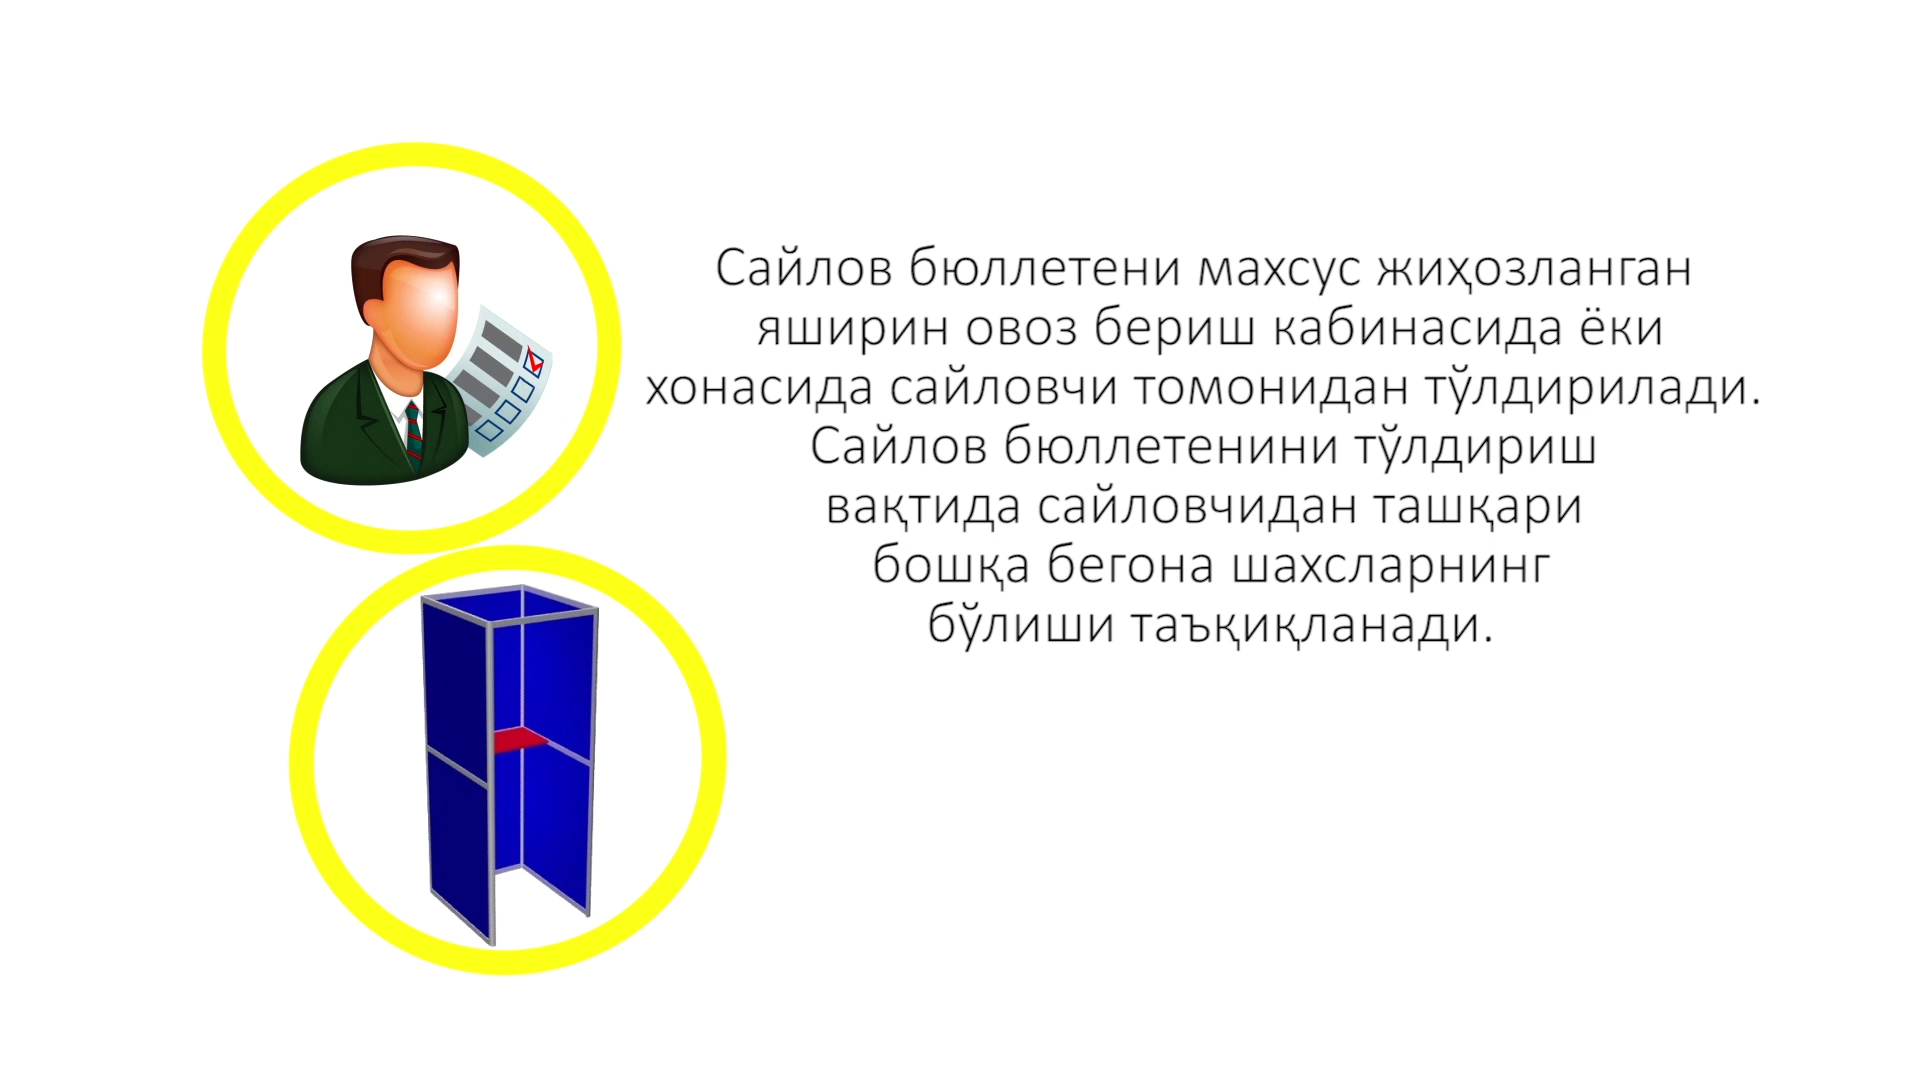 Сайлов бюллетени махсус жиҳозланган
яширин овоз бериш кабинасида ёки
хонасида сайловчи томонидан тўлдирилади.
Сайлов бюллетенини тўлдириш
вақтида сайловчидан ташқари
бошқа бегона шахсларнинг
бўлиши таъқиқланади.